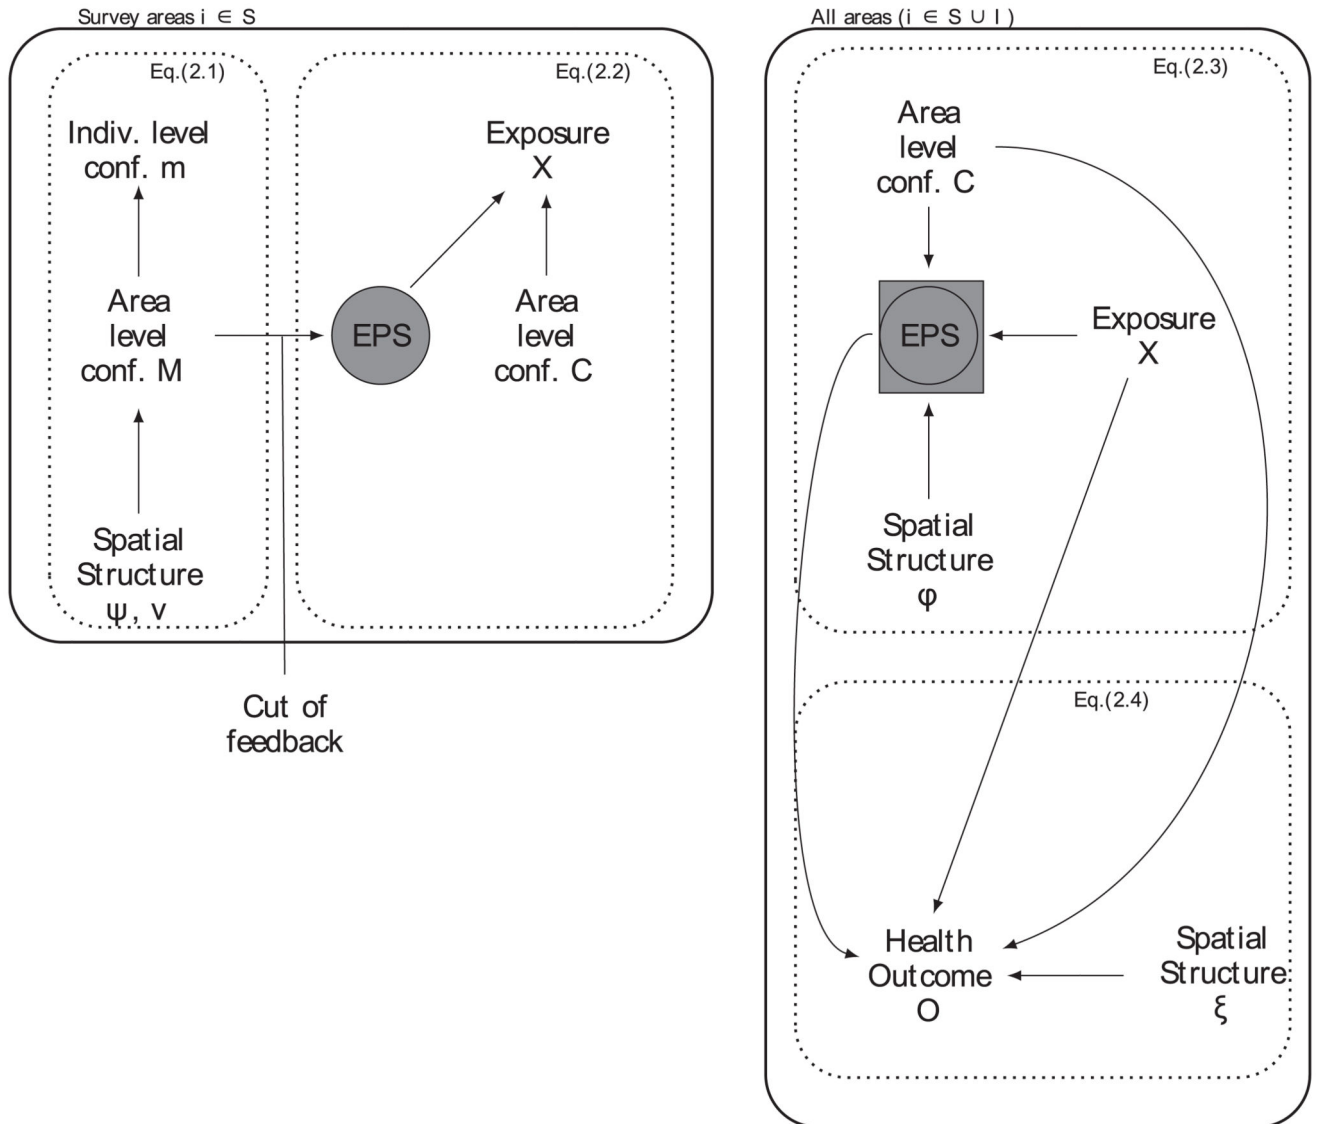 Survey areas i ∈ S
Eq.(2.1)
Indiv. level
conf. m
Area
level
conf. M
Spatial
Structure
ψ, ν
Eq.(2.2)
Exposure
X
EPS
Area
level
conf. C
Cut of
feedback
All areas (i ∈ S ∪ I )
Eq.(2.3)
Area
level
conf. C
EPS
Exposure
X
Spatial
Structure
φ
Eq.(2.4)
Health
Outcome
O
Spatial
Structure
ξ